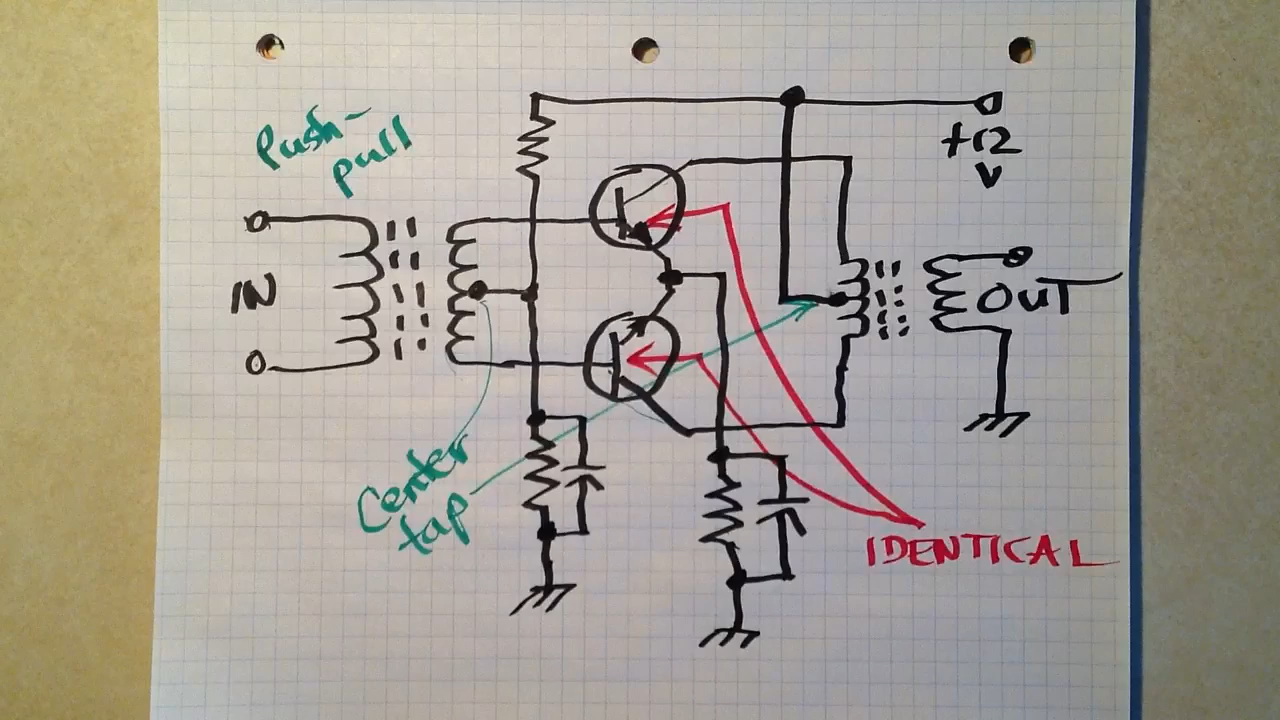 Push-
pull
+12
V
IN
OUT
Center
tap
IDENTICAL